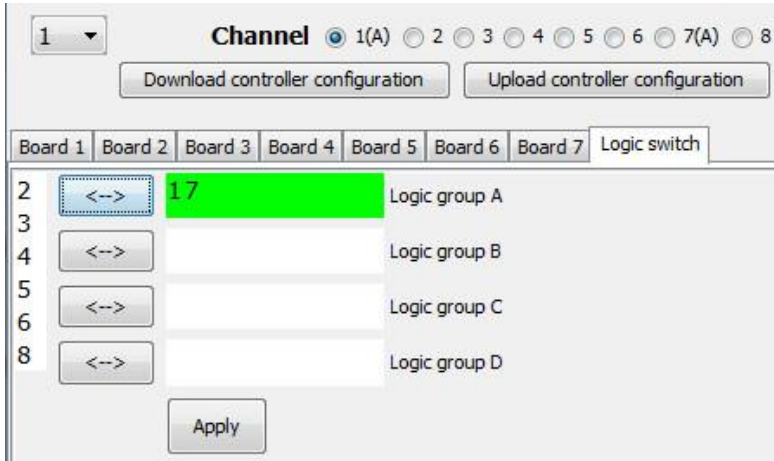 1 Channel 1(A) 2 3 4 5 6 7(A) 8
Download controller configuration Upload controller configuration
Board 1 Board 2 Board 3 Board 4 Board 5 Board 6 Board 7 Logic switch
2 <--> 17 Logic group A
3
4 <--> Logic group B
5 <--> Logic group C
6
8 <--> Logic group D
Apply